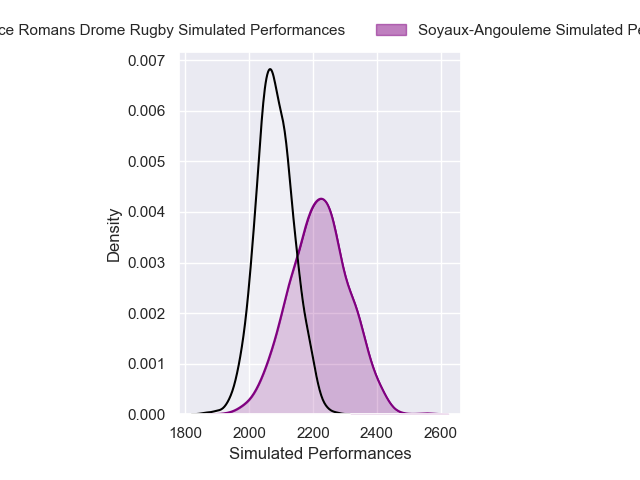 ce Romans Drome Rugby Simulated Performances
Soyaux-Angouleme Simulated Pe
0.007
0.006
0.005
0.004
0.003
0.002
0.001
0.000
Density
1800 2000 2200 2400 2600
Simulated Performances